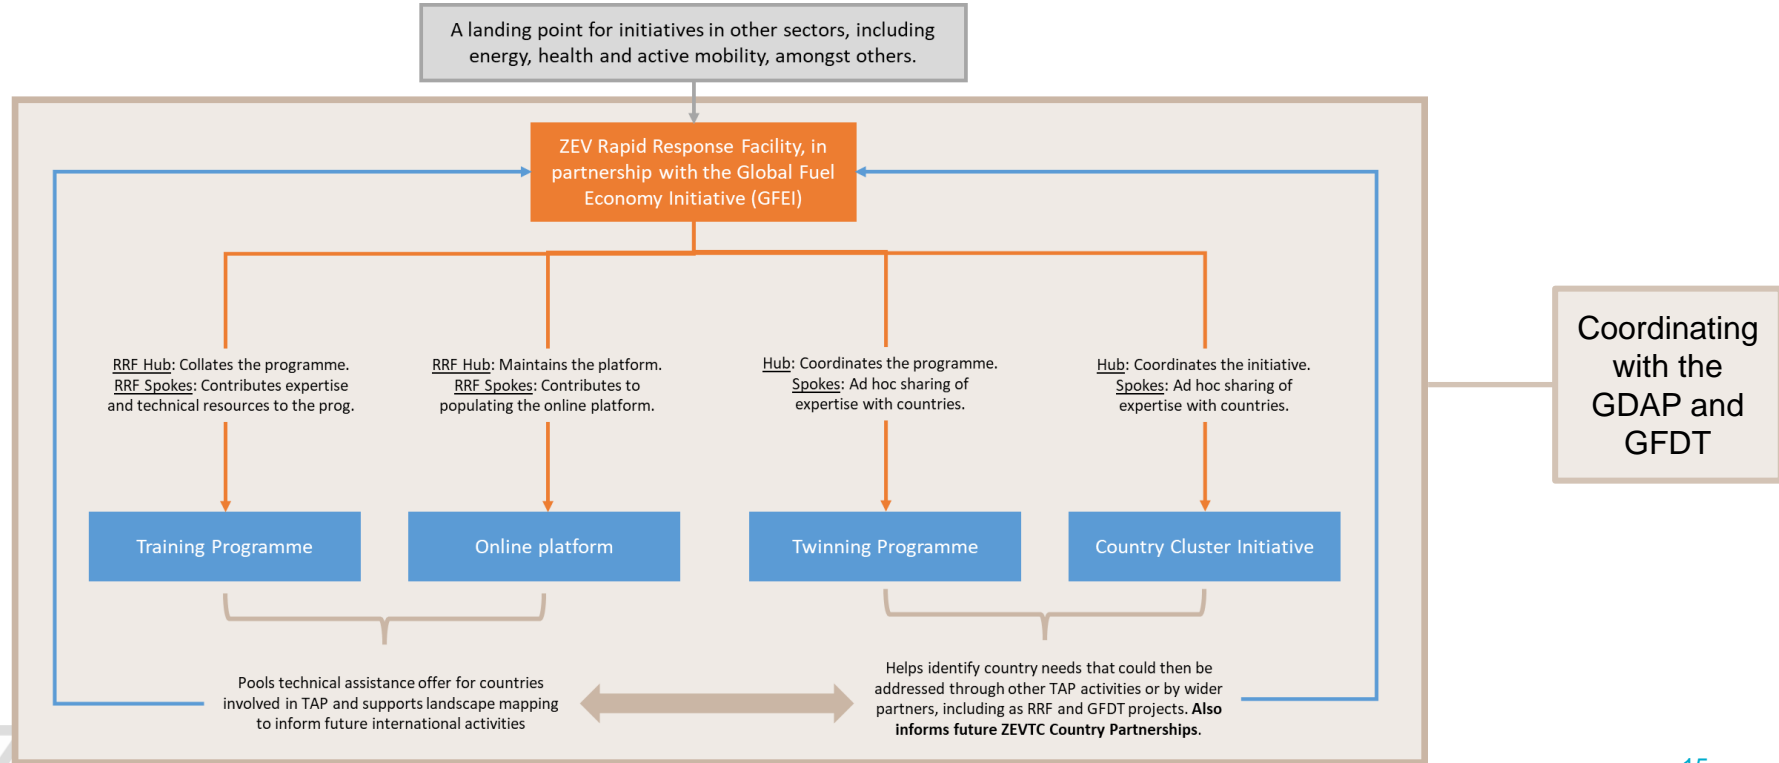 A landing point for initiatives in other sectors, including
energy, health and active mobility, amongst others.
ZEV Rapid Response Facility, in
partnership with the Global Fuel
Economy Initiative (GFEI)
RRF Hub: Collates the programme.
RRF Spokes: Contributes expertise
and technical resources to the prog.
RRF Hub: Maintains the platform.
RRF Spokes: Contributes to
populating the online platform.
Hub: Coordinates the programme.
Spokes: Ad hoc sharing of
expertise with countries.
Hub: Coordinates the initiative.
Spokes: Ad hoc sharing of
expertise with countries.
Training Programme
Online platform
Twinning Programme
Country Cluster Initiative
Pools technical assistance offer for countries
involved in TAP and supports landscape mapping
to inform future international activities
Helps identify country needs that could then be
addressed through other TAP activities or by wider
partners, including as RRF and GFDT projects. Also
informs future ZEVTC Country Partnerships.
Coordinating
with the
GDAP and
GFDT